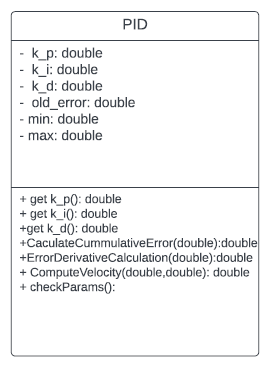 PID
- k_p: double
- k_i: double
- k_d: double
- old_error: double
- min: double
- max: double
+ get k_p(): double
+ get k_i(): double
+get k_d(): double
+CaculateCummulativeError(double):double
+ErrorDerivativeCalculation(double):double
+ ComputeVelocity(double,double): double
+ checkParams():